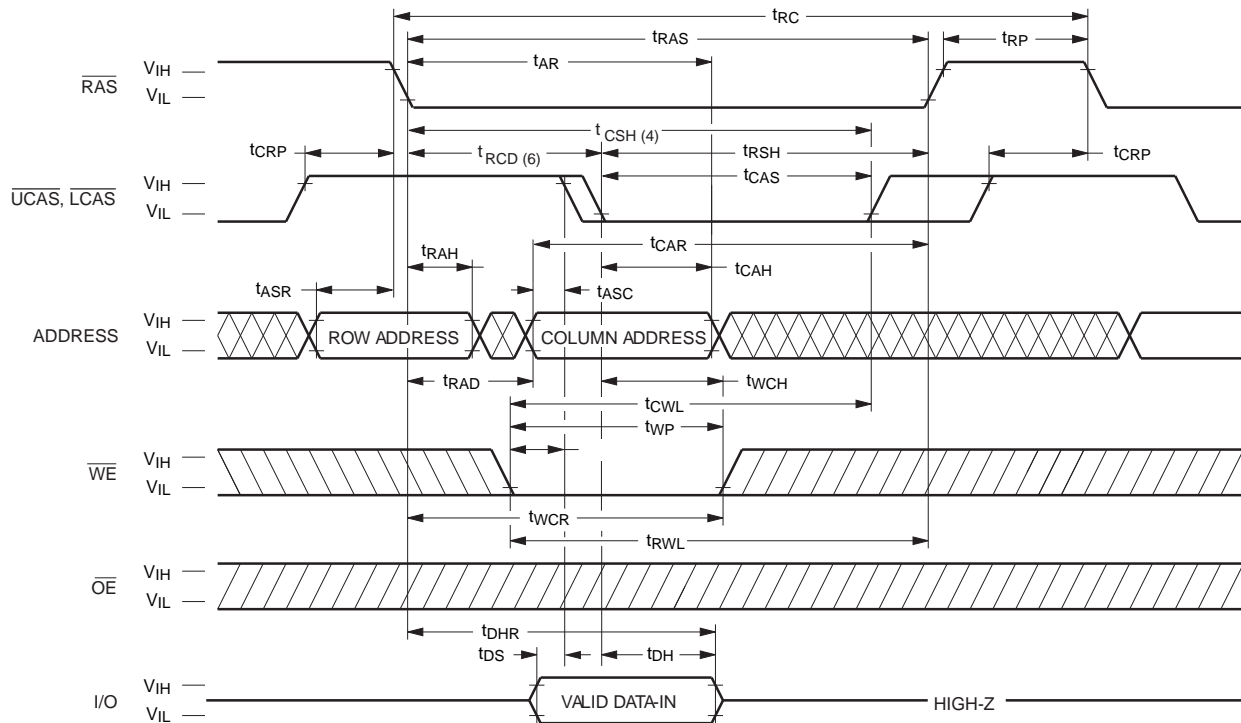 tRC
tRAS
tRP
tAR
RAS
VIH
VIL
t CSH (4)
tCRP
t RCD (6)
tRSH
tCRP
tCAS
UCAS, LCAS
VIH
VIL
tCAR
tRAH
tCAH
tASR
tASC
ADDRESS
VIH
VIL
ROW ADDRESS
COLUMN ADDRESS
tRAD
tWCH
tCWL
tWP
WE
VIH
VIL
tWCR
tRWL
OE
VIH
VIL
tDHR
tDS
tDH
I/O
VIH
VIL
VALID DATA-IN
HIGH-Z